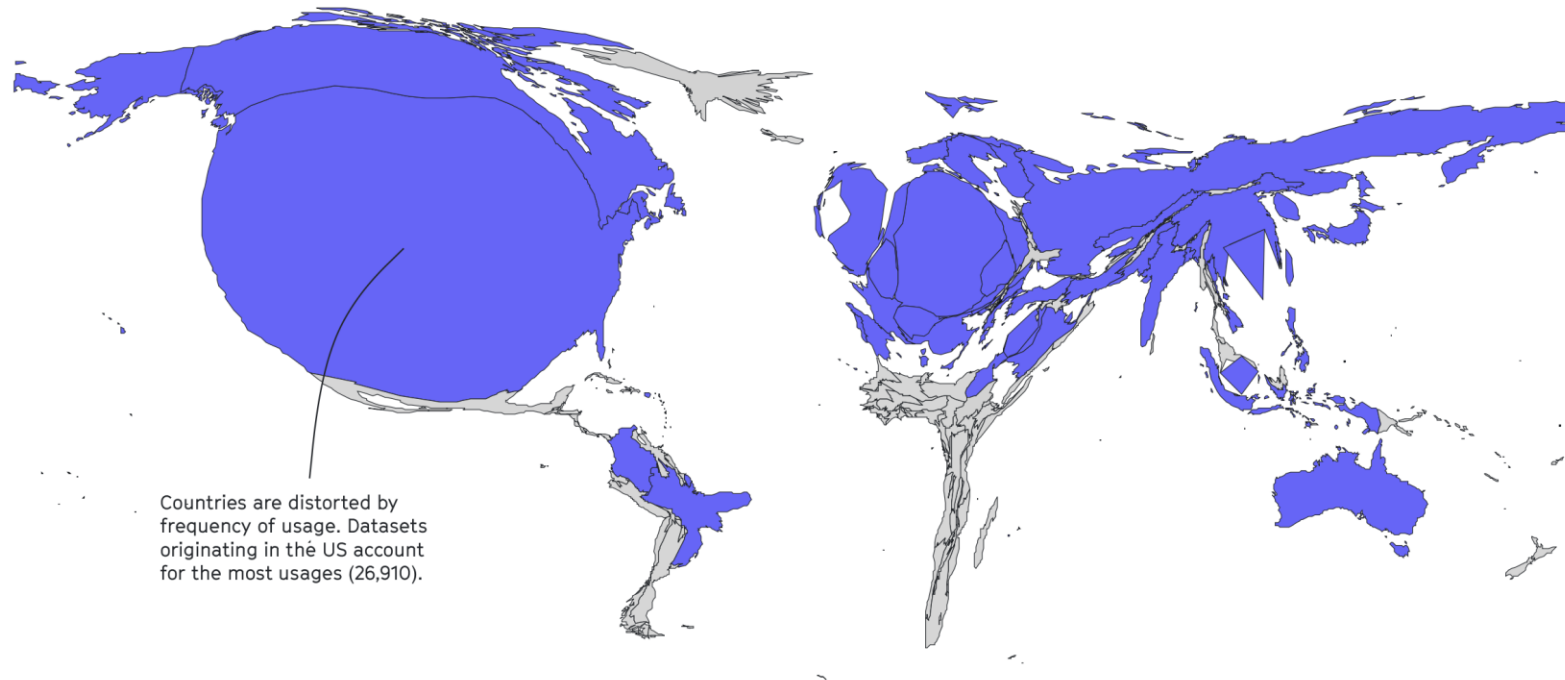 Countries are distorted by
frequency of usage. Datasets
originating in the US account
for the most usages (26,910).